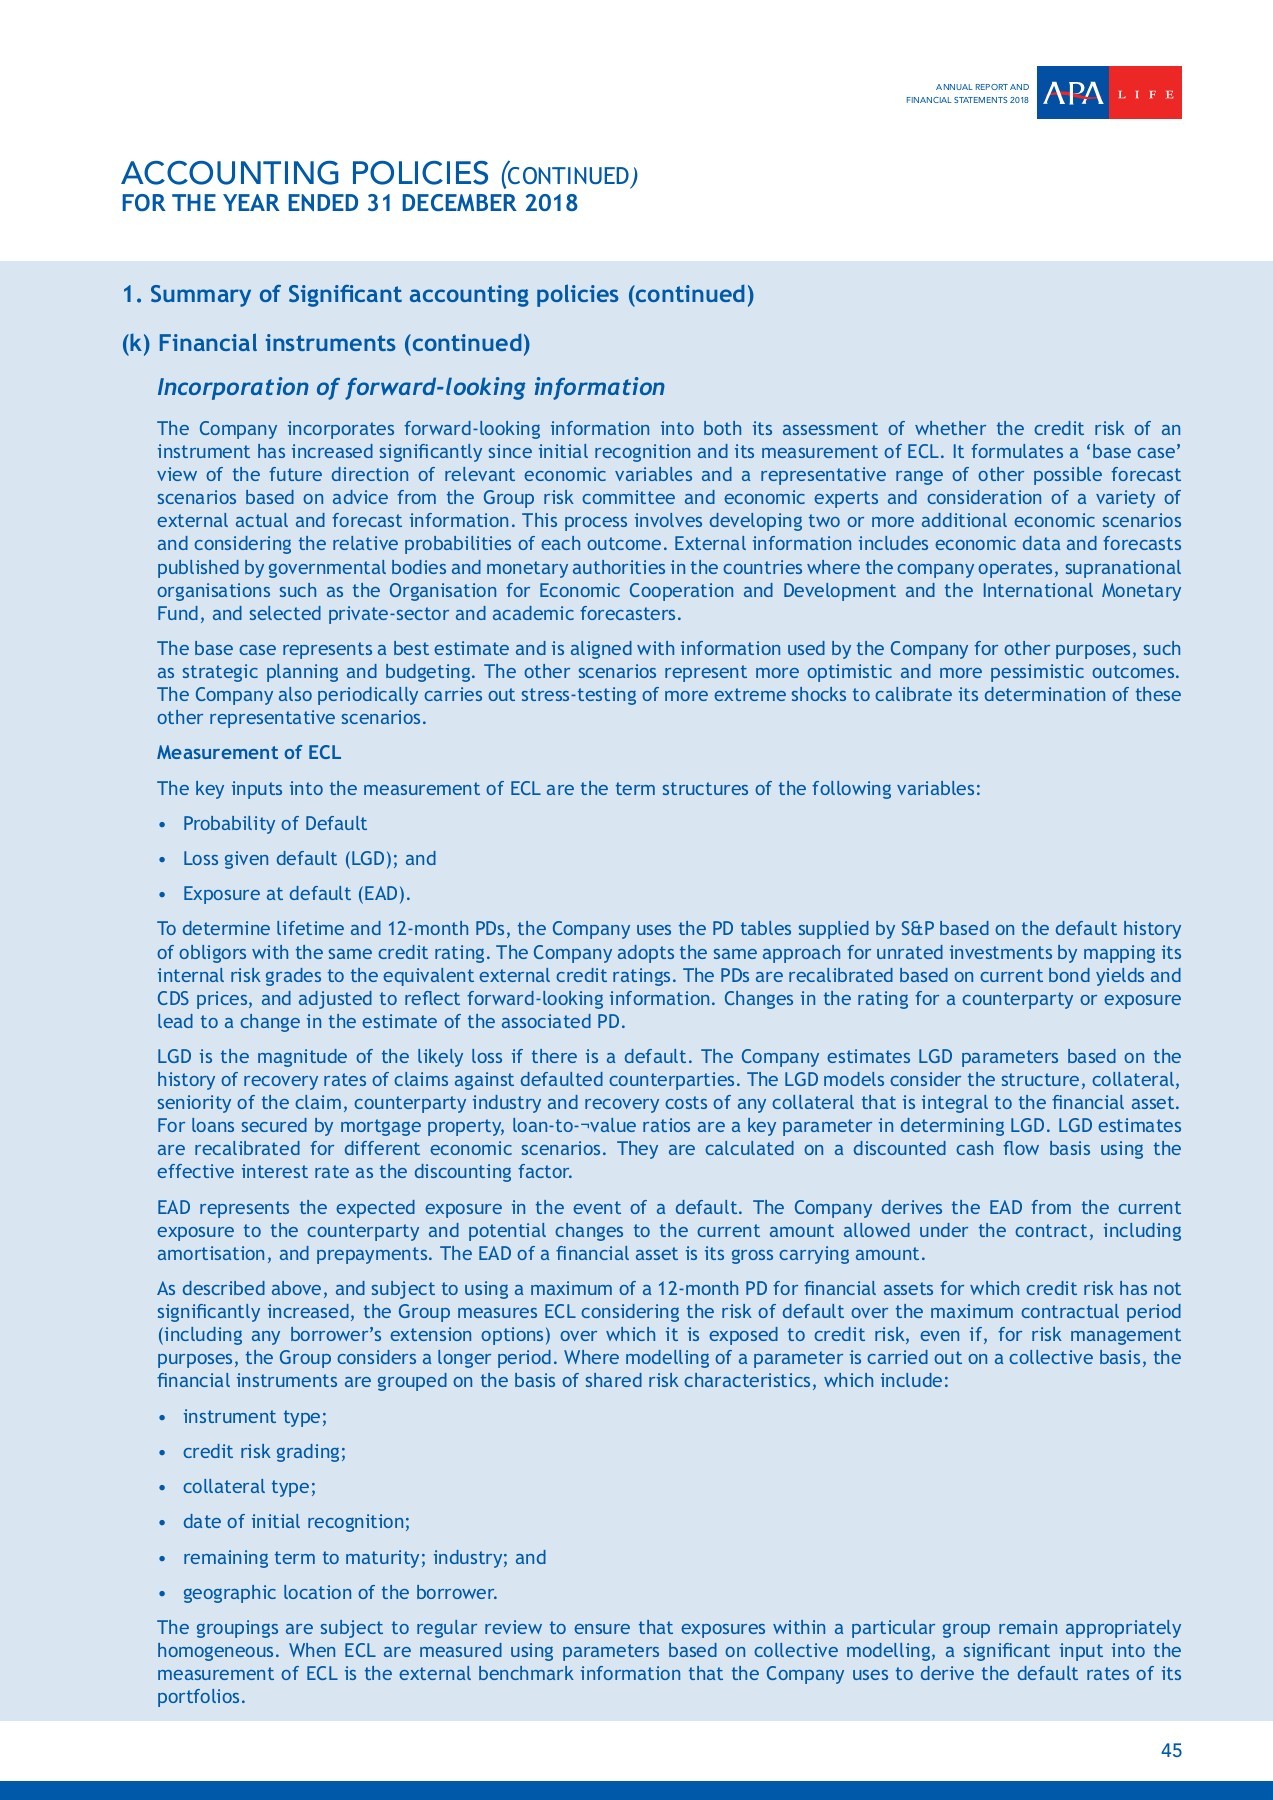 ANNUAL REPORT AND
FINANCIAL STATEMENTS 2018
APA LIFE
ACCOUNTING POLICIES (CONTINUED)
FOR THE YEAR ENDED 31 DECEMBER 2018
1. Summary of Significant accounting policies (continued)
(k) Financial instruments (continued)
Incorporation of forward-looking information
The Company incorporates forward-looking information into both its assessment of whether the credit risk of an
instrument has increased significantly since initial recognition and its measurement of ECL. It formulates a ‘base case’
view of the future direction of relevant economic variables and a representative range of other possible forecast
scenarios based on advice from the Group risk committee and economic experts and consideration of a variety of
external actual and forecast information. This process involves developing two or more additional economic scenarios
and considering the relative probabilities of each outcome. External information includes economic data and forecasts
published by governmental bodies and monetary authorities in the countries where the company operates, supranational
organisations such as the Organisation for Economic Cooperation and Development and the International Monetary
Fund, and selected private-sector and academic forecasters.
The base case represents a best estimate and is aligned with information used by the Company for other purposes, such
as strategic planning and budgeting. The other scenarios represent more optimistic and more pessimistic outcomes.
The Company also periodically carries out stress-testing of more extreme shocks to calibrate its determination of these
other representative scenarios.
Measurement of ECL
The key inputs into the measurement of ECL are the term structures of the following variables:
• Probability of Default
• Loss given default (LGD); and
• Exposure at default (EAD).
To determine lifetime and 12-month PDs, the Company uses the PD tables supplied by S&P based on the default history
of obligors with the same credit rating. The Company adopts the same approach for unrated investments by mapping its
internal risk grades to the equivalent external credit ratings. The PDs are recalibrated based on current bond yields and
CDS prices, and adjusted to reflect forward-looking information. Changes in the rating for a counterparty or exposure
lead to a change in the estimate of the associated PD.
LGD is the magnitude of the likely loss if there is a default. The Company estimates LGD parameters based on the
history of recovery rates of claims against defaulted counterparties. The LGD models consider the structure, collateral,
seniority of the claim, counterparty industry and recovery costs of any collateral that is integral to the financial asset.
For loans secured by mortgage property, loan-to-¬value ratios are a key parameter in determining LGD. LGD estimates
are recalibrated for different economic scenarios. They are calculated on a discounted cash flow basis using the
effective interest rate as the discounting factor.
EAD represents the expected exposure in the event of a default. The Company derives the EAD from the current
exposure to the counterparty and potential changes to the current amount allowed under the contract, including
amortisation, and prepayments. The EAD of a financial asset is its gross carrying amount.
As described above, and subject to using a maximum of a 12-month PD for financial assets for which credit risk has not
significantly increased, the Group measures ECL considering the risk of default over the maximum contractual period
(including any borrower’s extension options) over which it is exposed to credit risk, even if, for risk management
purposes, the Group considers a longer period. Where modelling of a parameter is carried out on a collective basis, the
financial instruments are grouped on the basis of shared risk characteristics, which include:
• instrument type;
• credit risk grading;
• collateral type;
• date of initial recognition;
• remaining term to maturity; industry; and
• geographic location of the borrower.
The groupings are subject to regular review to ensure that exposures within a particular group remain appropriately
homogeneous. When ECL are measured using parameters based on collective modelling, a significant input into the
measurement of ECL is the external benchmark information that the Company uses to derive the default rates of its
portfolios.
45